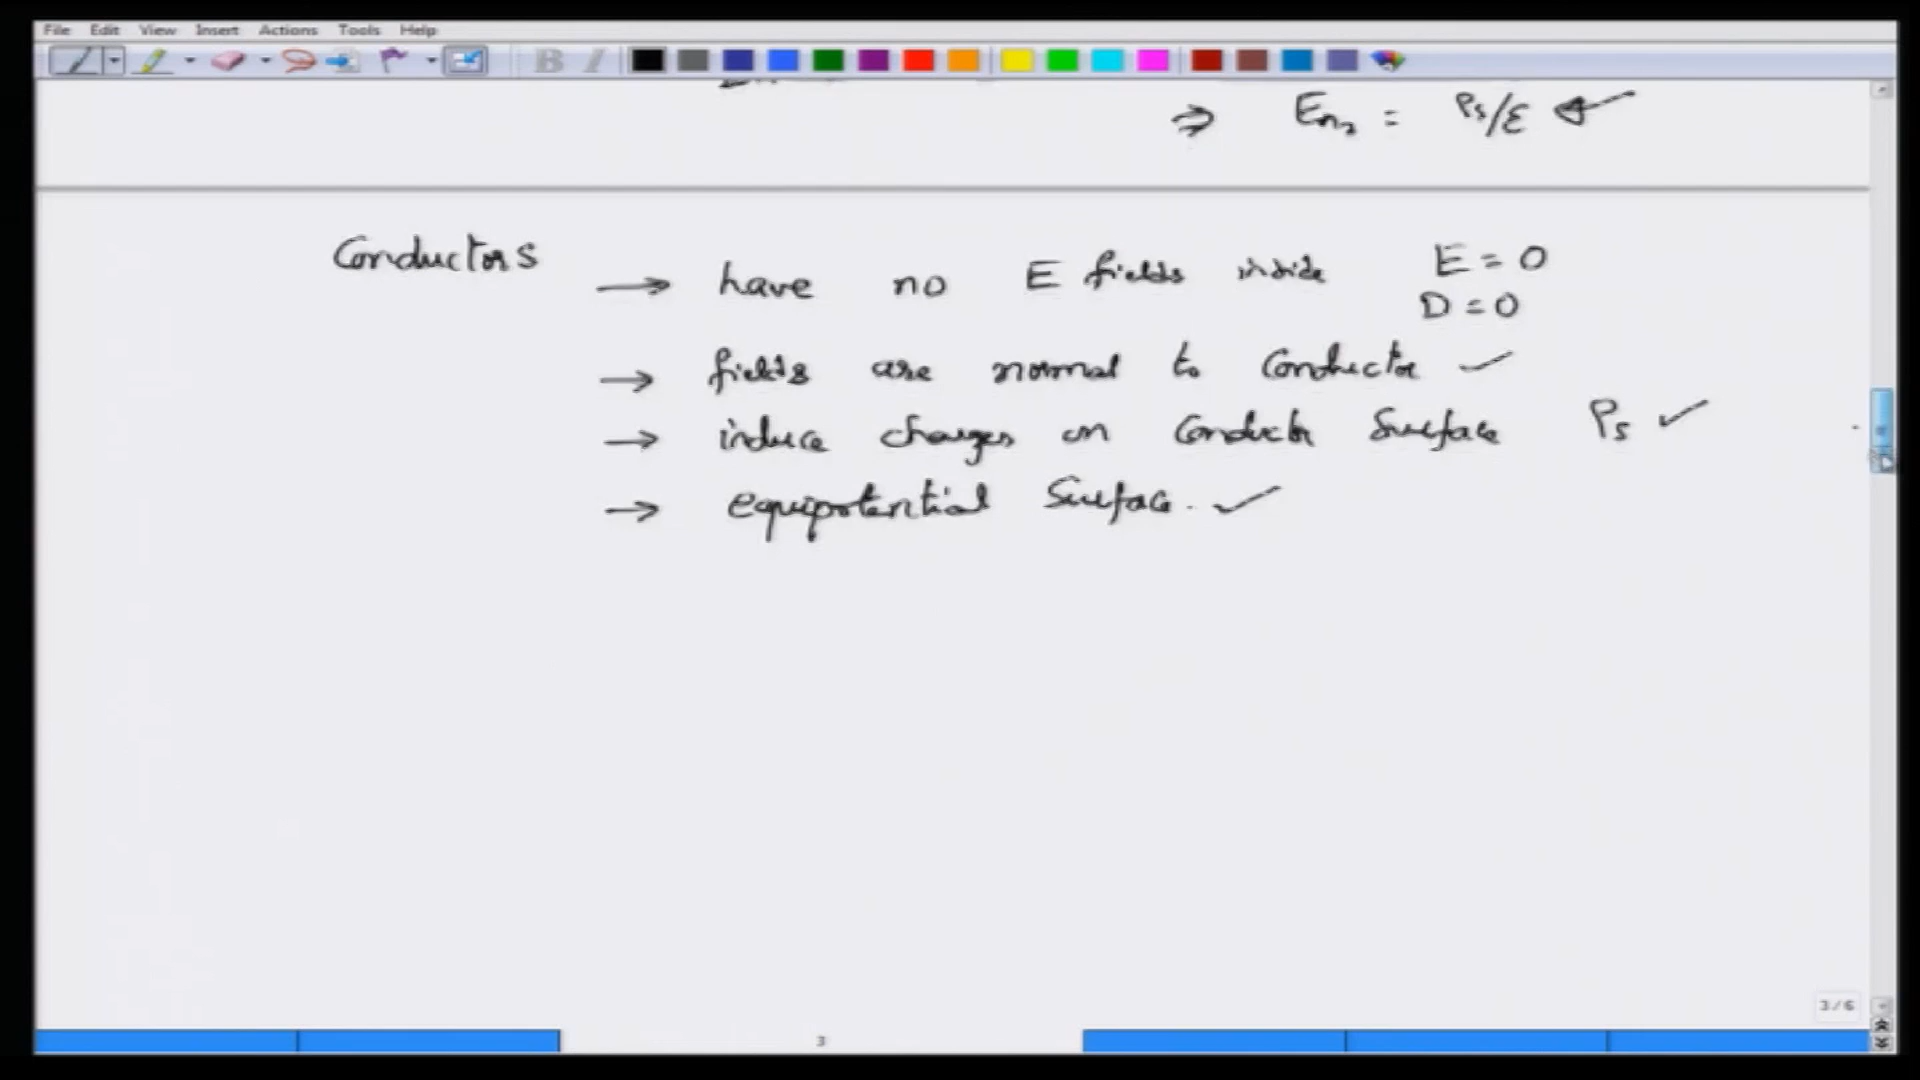 File Edit View Insert Actions Tools Help
B I
⇒ En₂ = ρs/ε
Conductors
→ have no E fields inside E = 0
D = 0
→ fields are normal to Conductor ✓
→ induce charges on Conductor Surface ρs ✓
→ equipotential Surface. ✓
3/6
3